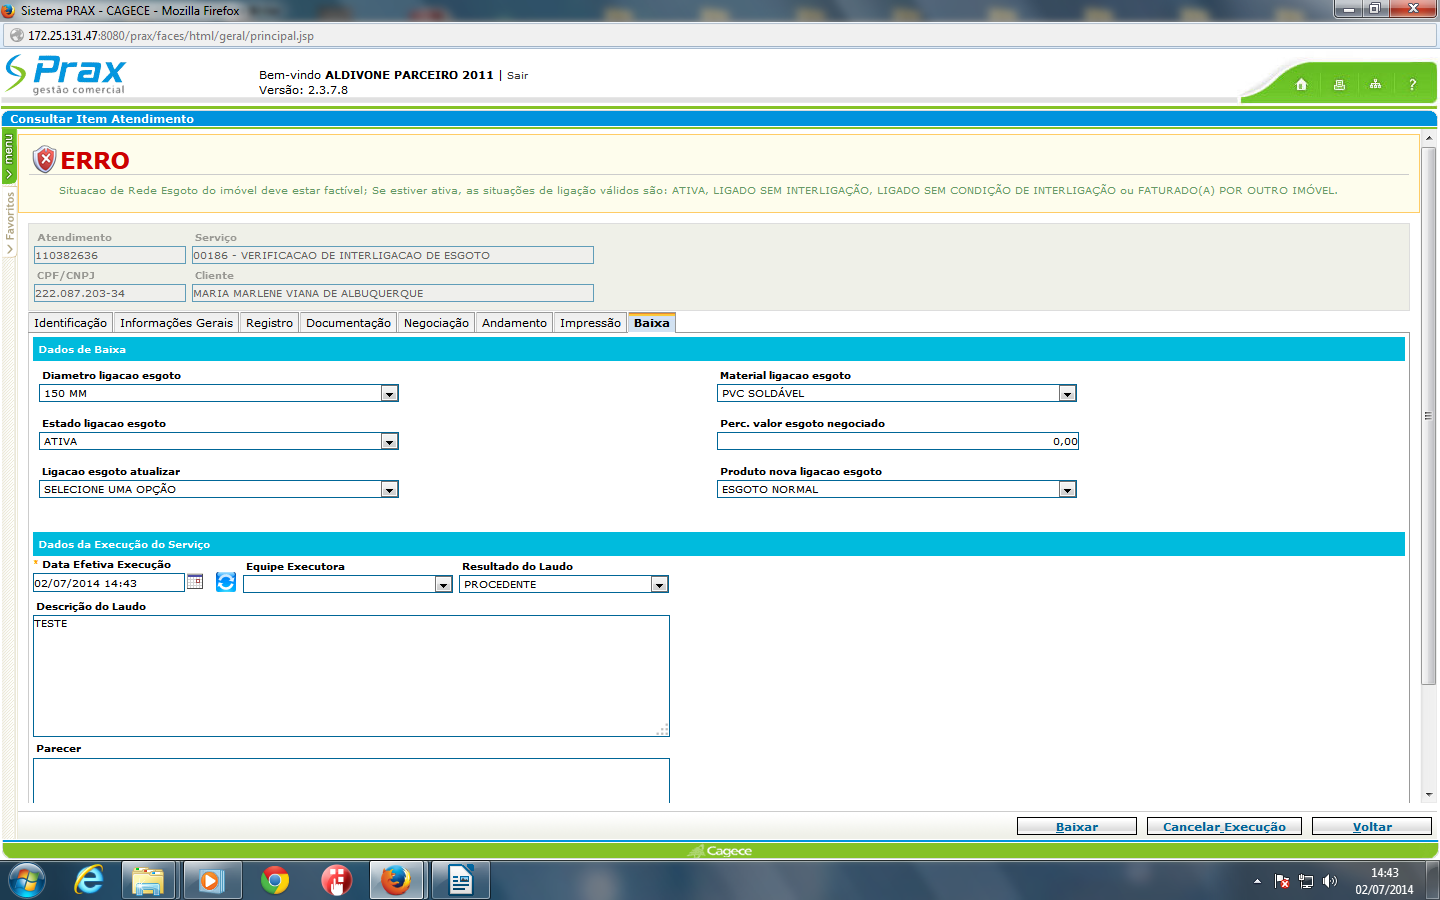 Sistema PRAX - CAGECE - Mozilla Firefox
172.25.131.47:8080/prax/faces/html/geral/principal.jsp
Prax
gestão comercial
Bem-vindo ALDIVONE PARCEIRO 2011 | Sair
Versão: 2.3.7.8
?
Consultar Item Atendimento
menu
Favoritos
ERRO
Situacao de Rede Esgoto do imóvel deve estar factível; Se estiver ativa, as situações de ligação válidos são: ATIVA, LIGADO SEM INTERLIGAÇÃO, LIGADO SEM CONDIÇÃO DE INTERLIGAÇÃO ou FATURADO(A) POR OUTRO IMÓVEL.
Atendimento Serviço
110382636 00186 - VERIFICACAO DE INTERLIGACAO DE ESGOTO
CPF/CNPJ Cliente
222.087.203-34 MARIA MARLENE VIANA DE ALBUQUERQUE
Identificação Informações Gerais Registro Documentação Negociação Andamento Impressão Baixa
Dados de Baixa
Diametro ligacao esgoto Material ligacao esgoto
150 MM PVC SOLDÁVEL
Estado ligacao esgoto Perc. valor esgoto negociado
ATIVA 0,00
Ligacao esgoto atualizar Produto nova ligacao esgoto
SELECIONE UMA OPÇÃO ESGOTO NORMAL
Dados da Execução do Serviço
* Data Efetiva Execução Equipe Executora Resultado do Laudo
02/07/2014 14:43 PROCEDENTE
Descrição do Laudo
TESTE
Parecer
Baixar Cancelar Execução Voltar
Cagece
14:43
02/07/2014